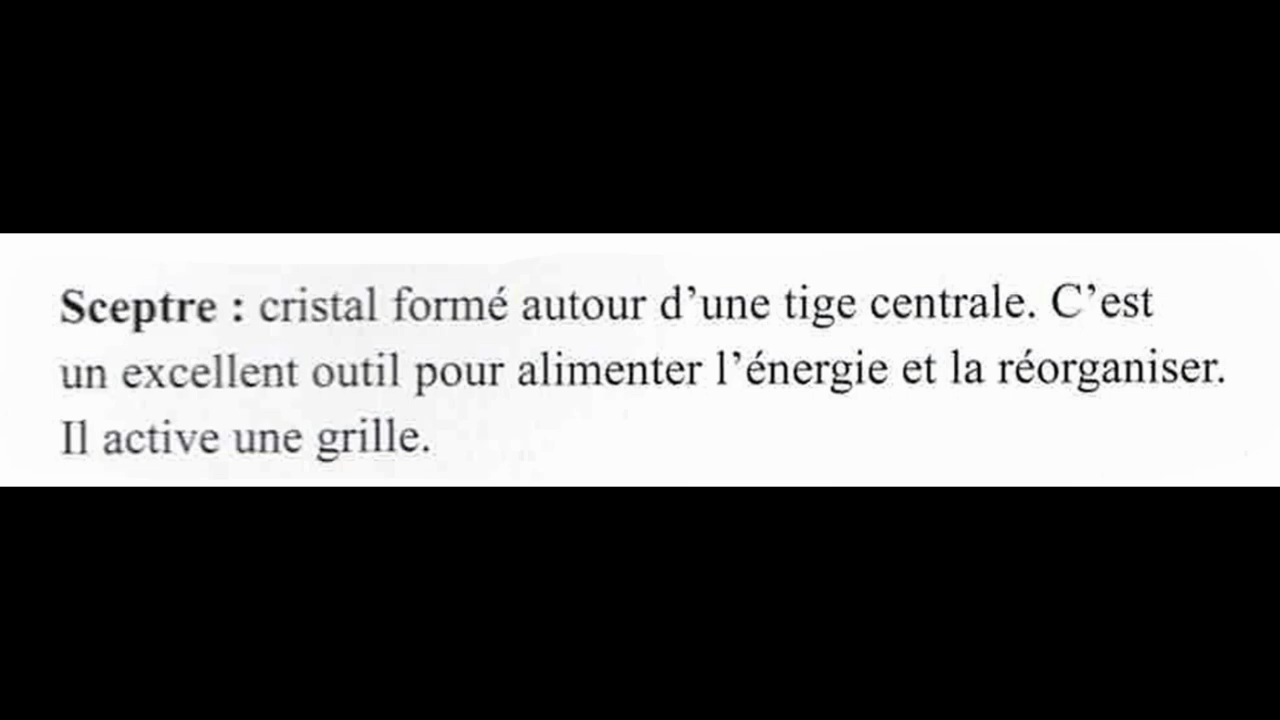 Sceptre : cristal formé autour d’une tige centrale. C’est
un excellent outil pour alimenter l’énergie et la réorganiser.
Il active une grille.